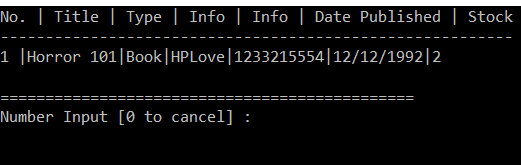 No. | Title | Type | Info | Info | Date Published | Stock
---------------------------------------------------------
1 |Horror 101|Book|HPLove|1233215554|12/12/1992|2
==============================================
Number Input [0 to cancel] :